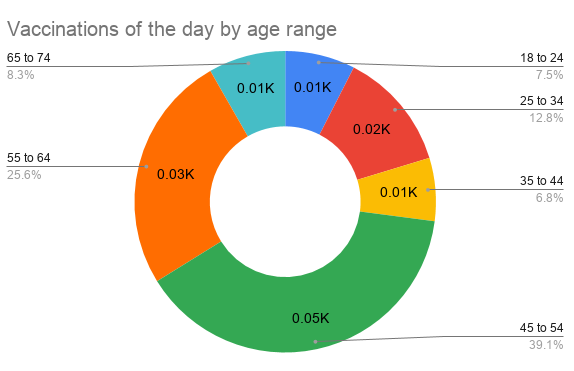 Vaccinations of the day by age range
65 to 74
8.3%
18 to 24
7.5%
0.01K
0.01K
25 to 34
12.8%
0.02K
55 to 64
25.6%
0.03K
35 to 44
6.8%
0.01K
0.05K
45 to 54
39.1%